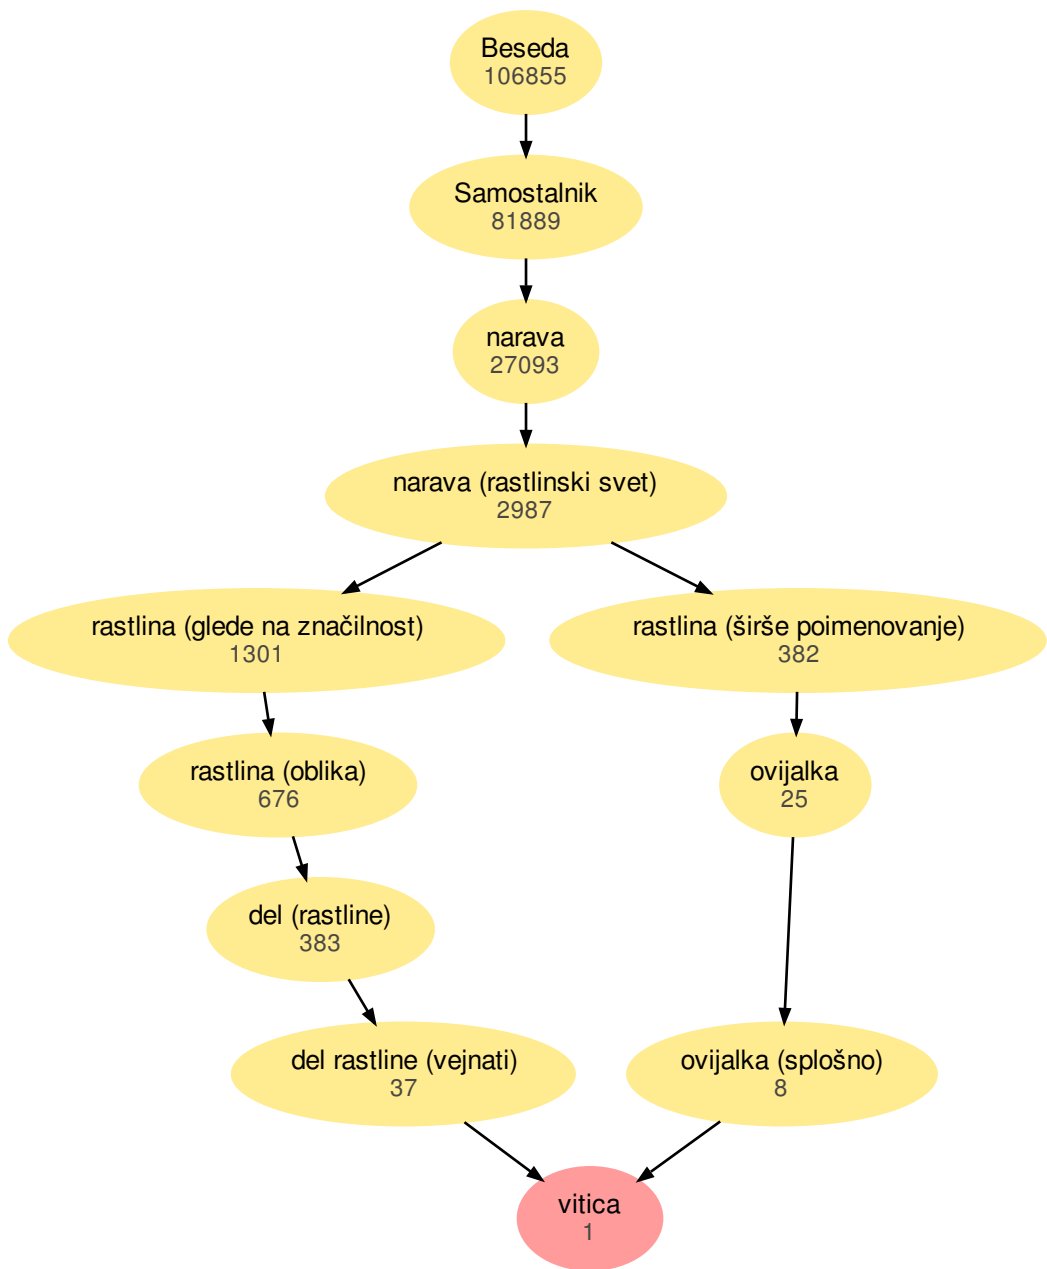 Beseda
106855
Samostalnik
81889
narava
27093
narava (rastlinski svet)
2987
rastlina (glede na značilnost)
1301
rastlina (širše poimenovanje)
382
rastlina (oblika)
676
ovijalka
25
del (rastline)
383
del rastline (vejnati)
37
ovijalka (splošno)
8
vitica
1